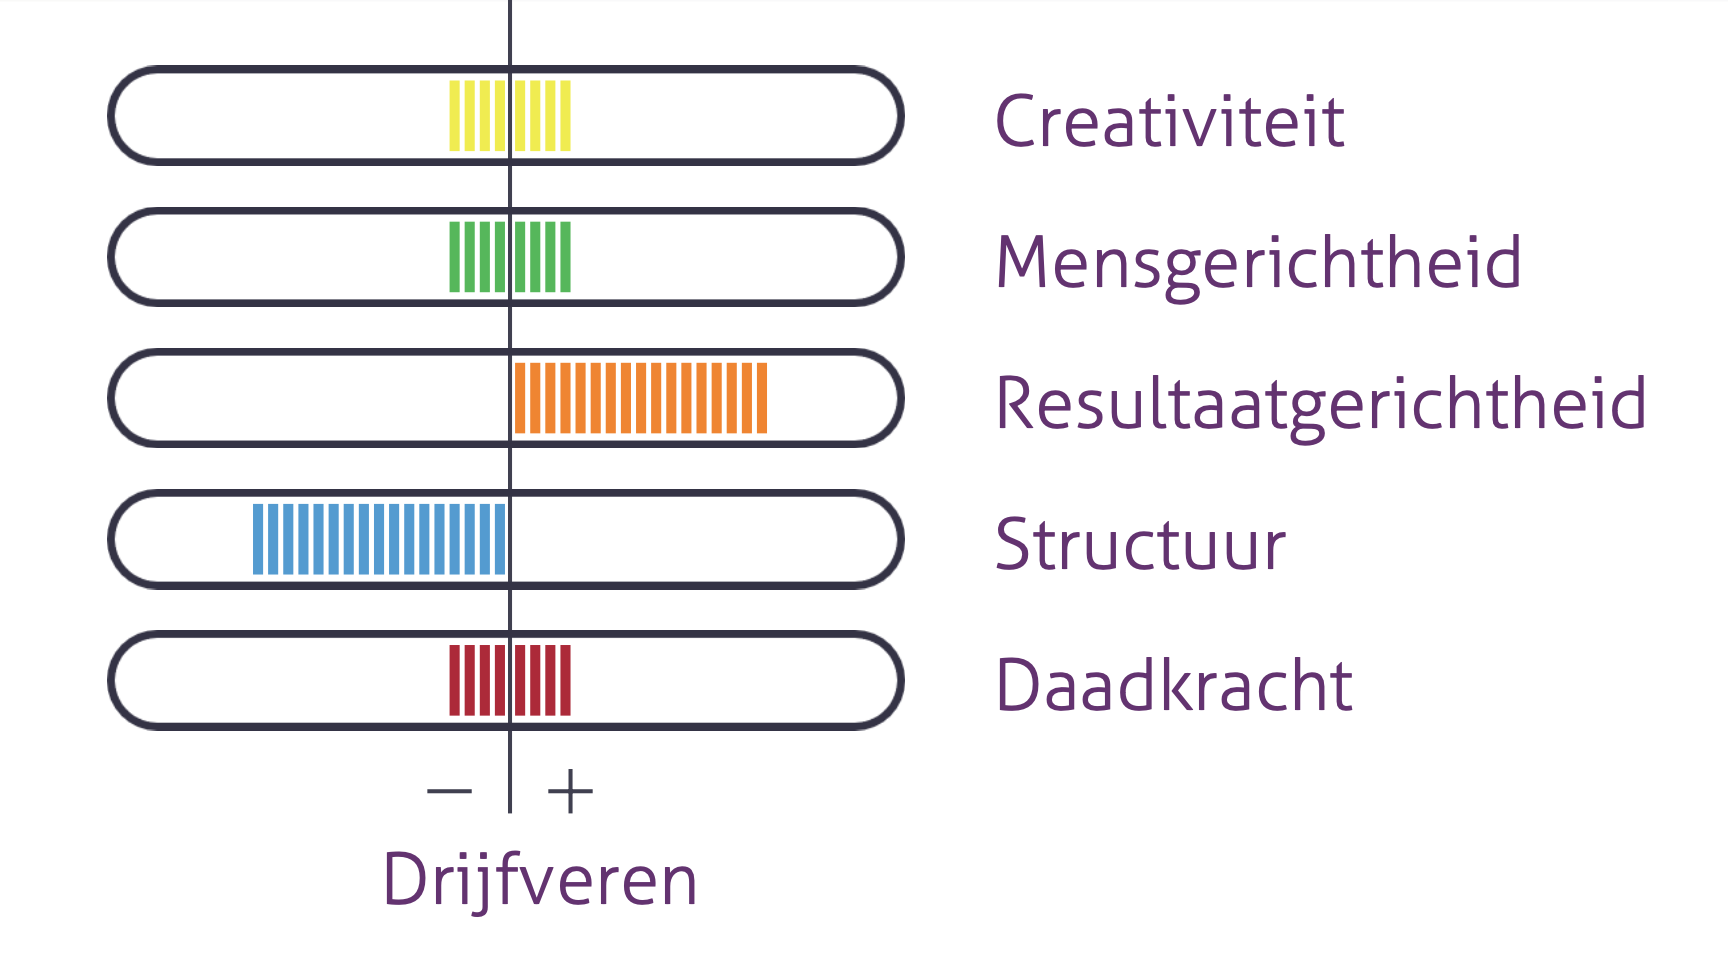 Creativiteit
Mensgerichtheid
Resultaatgerichtheid
Structuur
Daadkracht
− +
Drijfveren